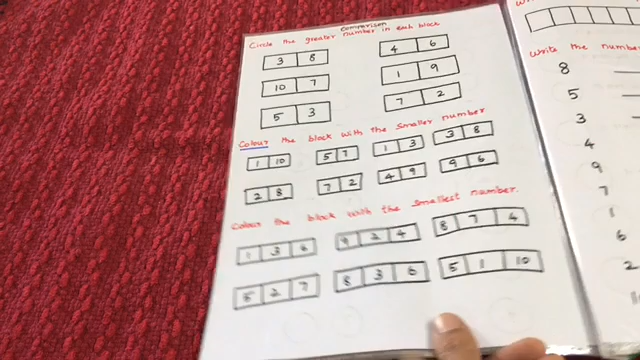 Comparison
Circle the greater number in each block
3 8
4 6
10 7
1 9
5 3
7 2
Colour the block with the smaller number
1 10
5 7
1 3
3 8
2 8
7 2
4 9
9 6
Colour the block with the smallest number.
1 3 6
9 2 4
8 7 4
5 2 7
8 3 6
5 1 10
Write the number
8
5
3
4
9
7
1
6
2